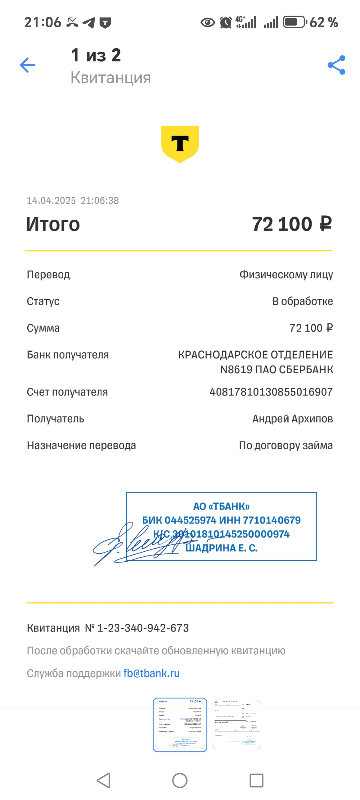 21:06 4G 62 %
1 из 2
Квитанция
Т
14.04.2025 21:06:38
Итого 72 100 ₽
Перевод Физическому лицу
Статус В обработке
Сумма 72 100 ₽
Банк получателя КРАСНОДАРСКОЕ ОТДЕЛЕНИЕ
N8619 ПАО СБЕРБАНК
Счет получателя 40817810130855016907
Получатель Андрей Архипов
Назначение перевода По договору займа
АО «ТБАНК»
БИК 044525974 ИНН 7710140679
К/С 30101810145250000974
ШАДРИНА Е. С.
Квитанция № 1-23-340-942-673
После обработки скачайте обновленную квитанцию
Служба поддержки fb@tbank.ru